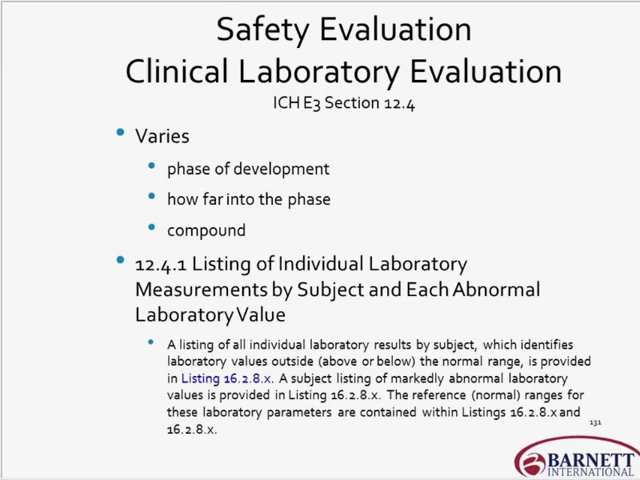 Safety Evaluation
Clinical Laboratory Evaluation
ICH E3 Section 12.4
• Varies
• phase of development
• how far into the phase
• compound
• 12.4.1 Listing of Individual Laboratory
Measurements by Subject and Each Abnormal
Laboratory Value
• A listing of all individual laboratory results by subject, which identifies
laboratory values outside (above or below) the normal range, is provided
in Listing 16.2.8.x. A subject listing of markedly abnormal laboratory
values is provided in Listing 16.2.8.x. The reference (normal) ranges for
these laboratory parameters are contained within Listings 16.2.8.x and
16.2.8.x.
131
BARNETT
INTERNATIONAL